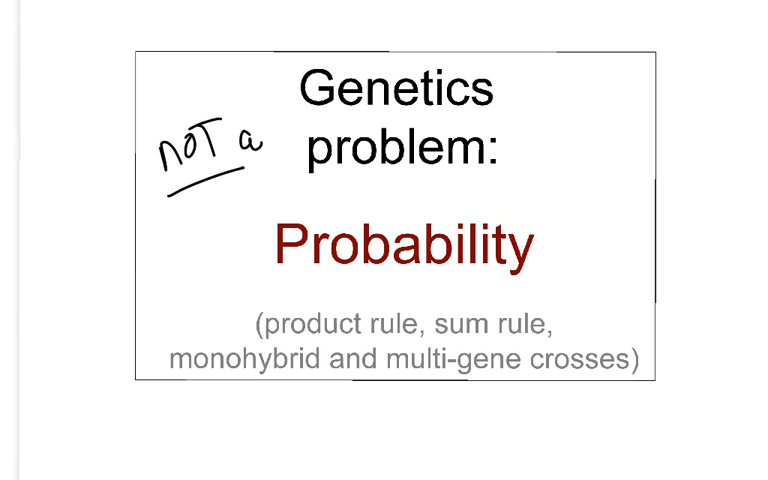 Genetics
not a problem:
Probability
(product rule, sum rule,
monohybrid and multi-gene crosses)